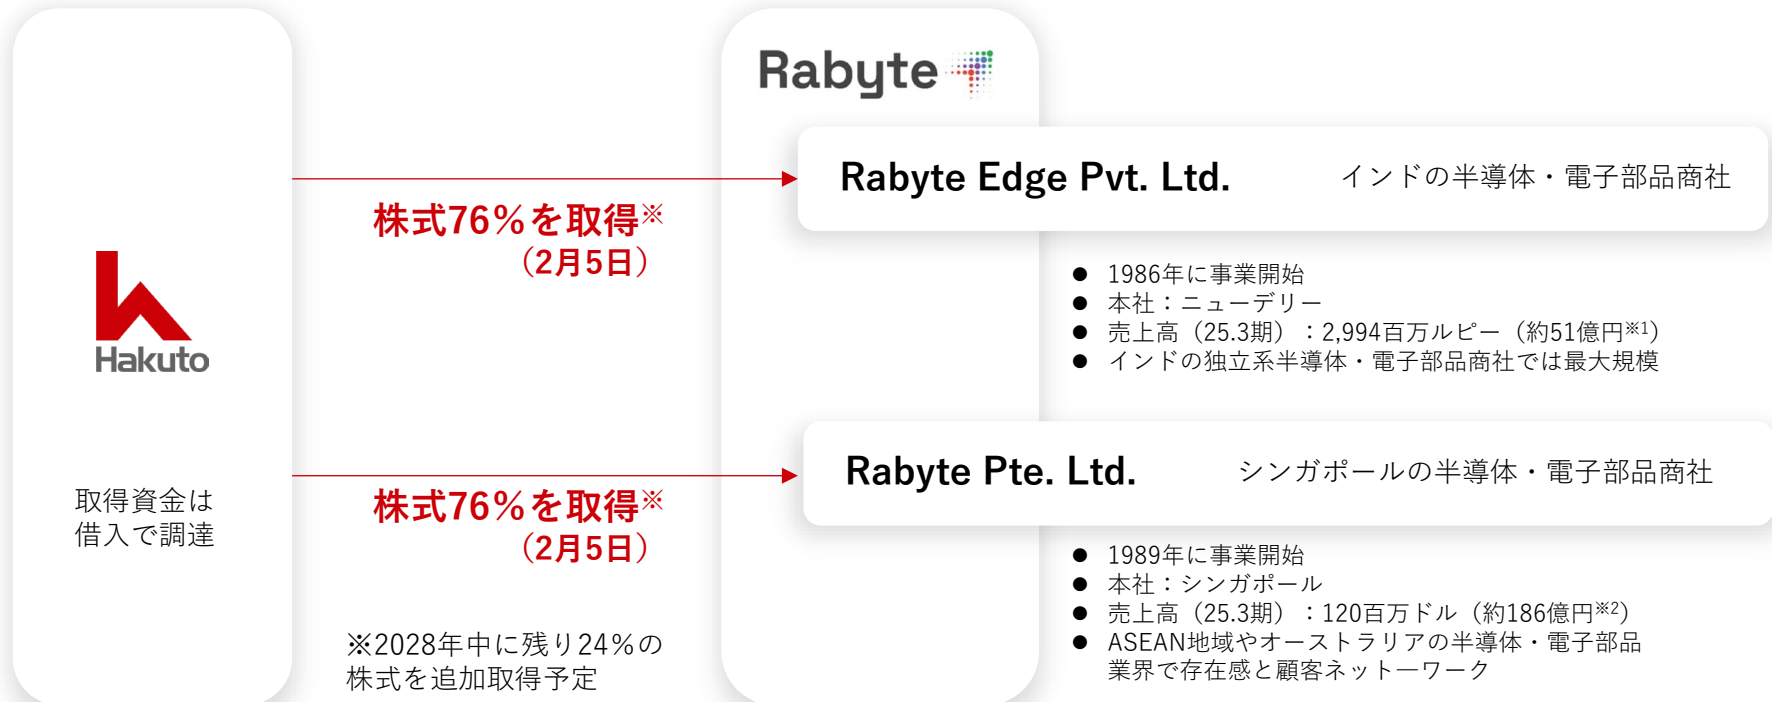 Rabyte
Rabyte Edge Pvt. Ltd.
インドの半導体・電子部品商社
株式76%を取得※
（2月5日）
● 1986年に事業開始
● 本社：ニューデリー
● 売上高（25.3期）：2,994百万ルピー（約51億円※1）
● インドの独立系半導体・電子部品商社では最大規模
Hakuto
取得資金は
借入で調達
Rabyte Pte. Ltd.
シンガポールの半導体・電子部品商社
株式76%を取得※
（2月5日）
● 1989年に事業開始
● 本社：シンガポール
● 売上高（25.3期）：120百万ドル（約186億円※2）
● ASEAN地域やオーストラリアの半導体・電子部品
業界で存在感と顧客ネット―ワーク
※2028年中に残り24%の
株式を追加取得予定